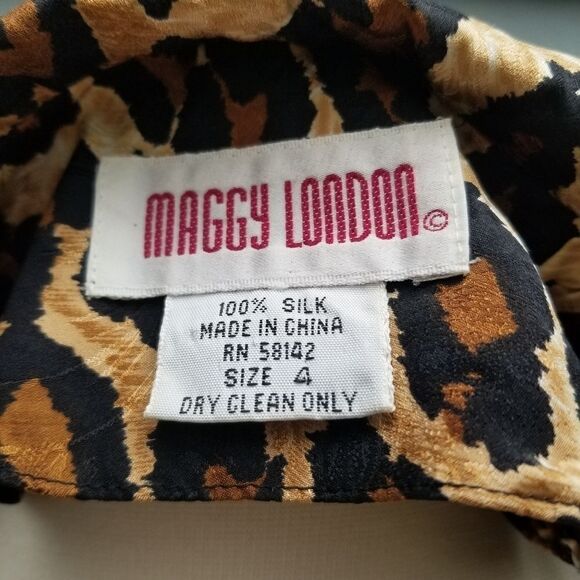 MAGGY LONDON©
100% SILK
MADE IN CHINA
RN 58142
SIZE 4
DRY CLEAN ONLY